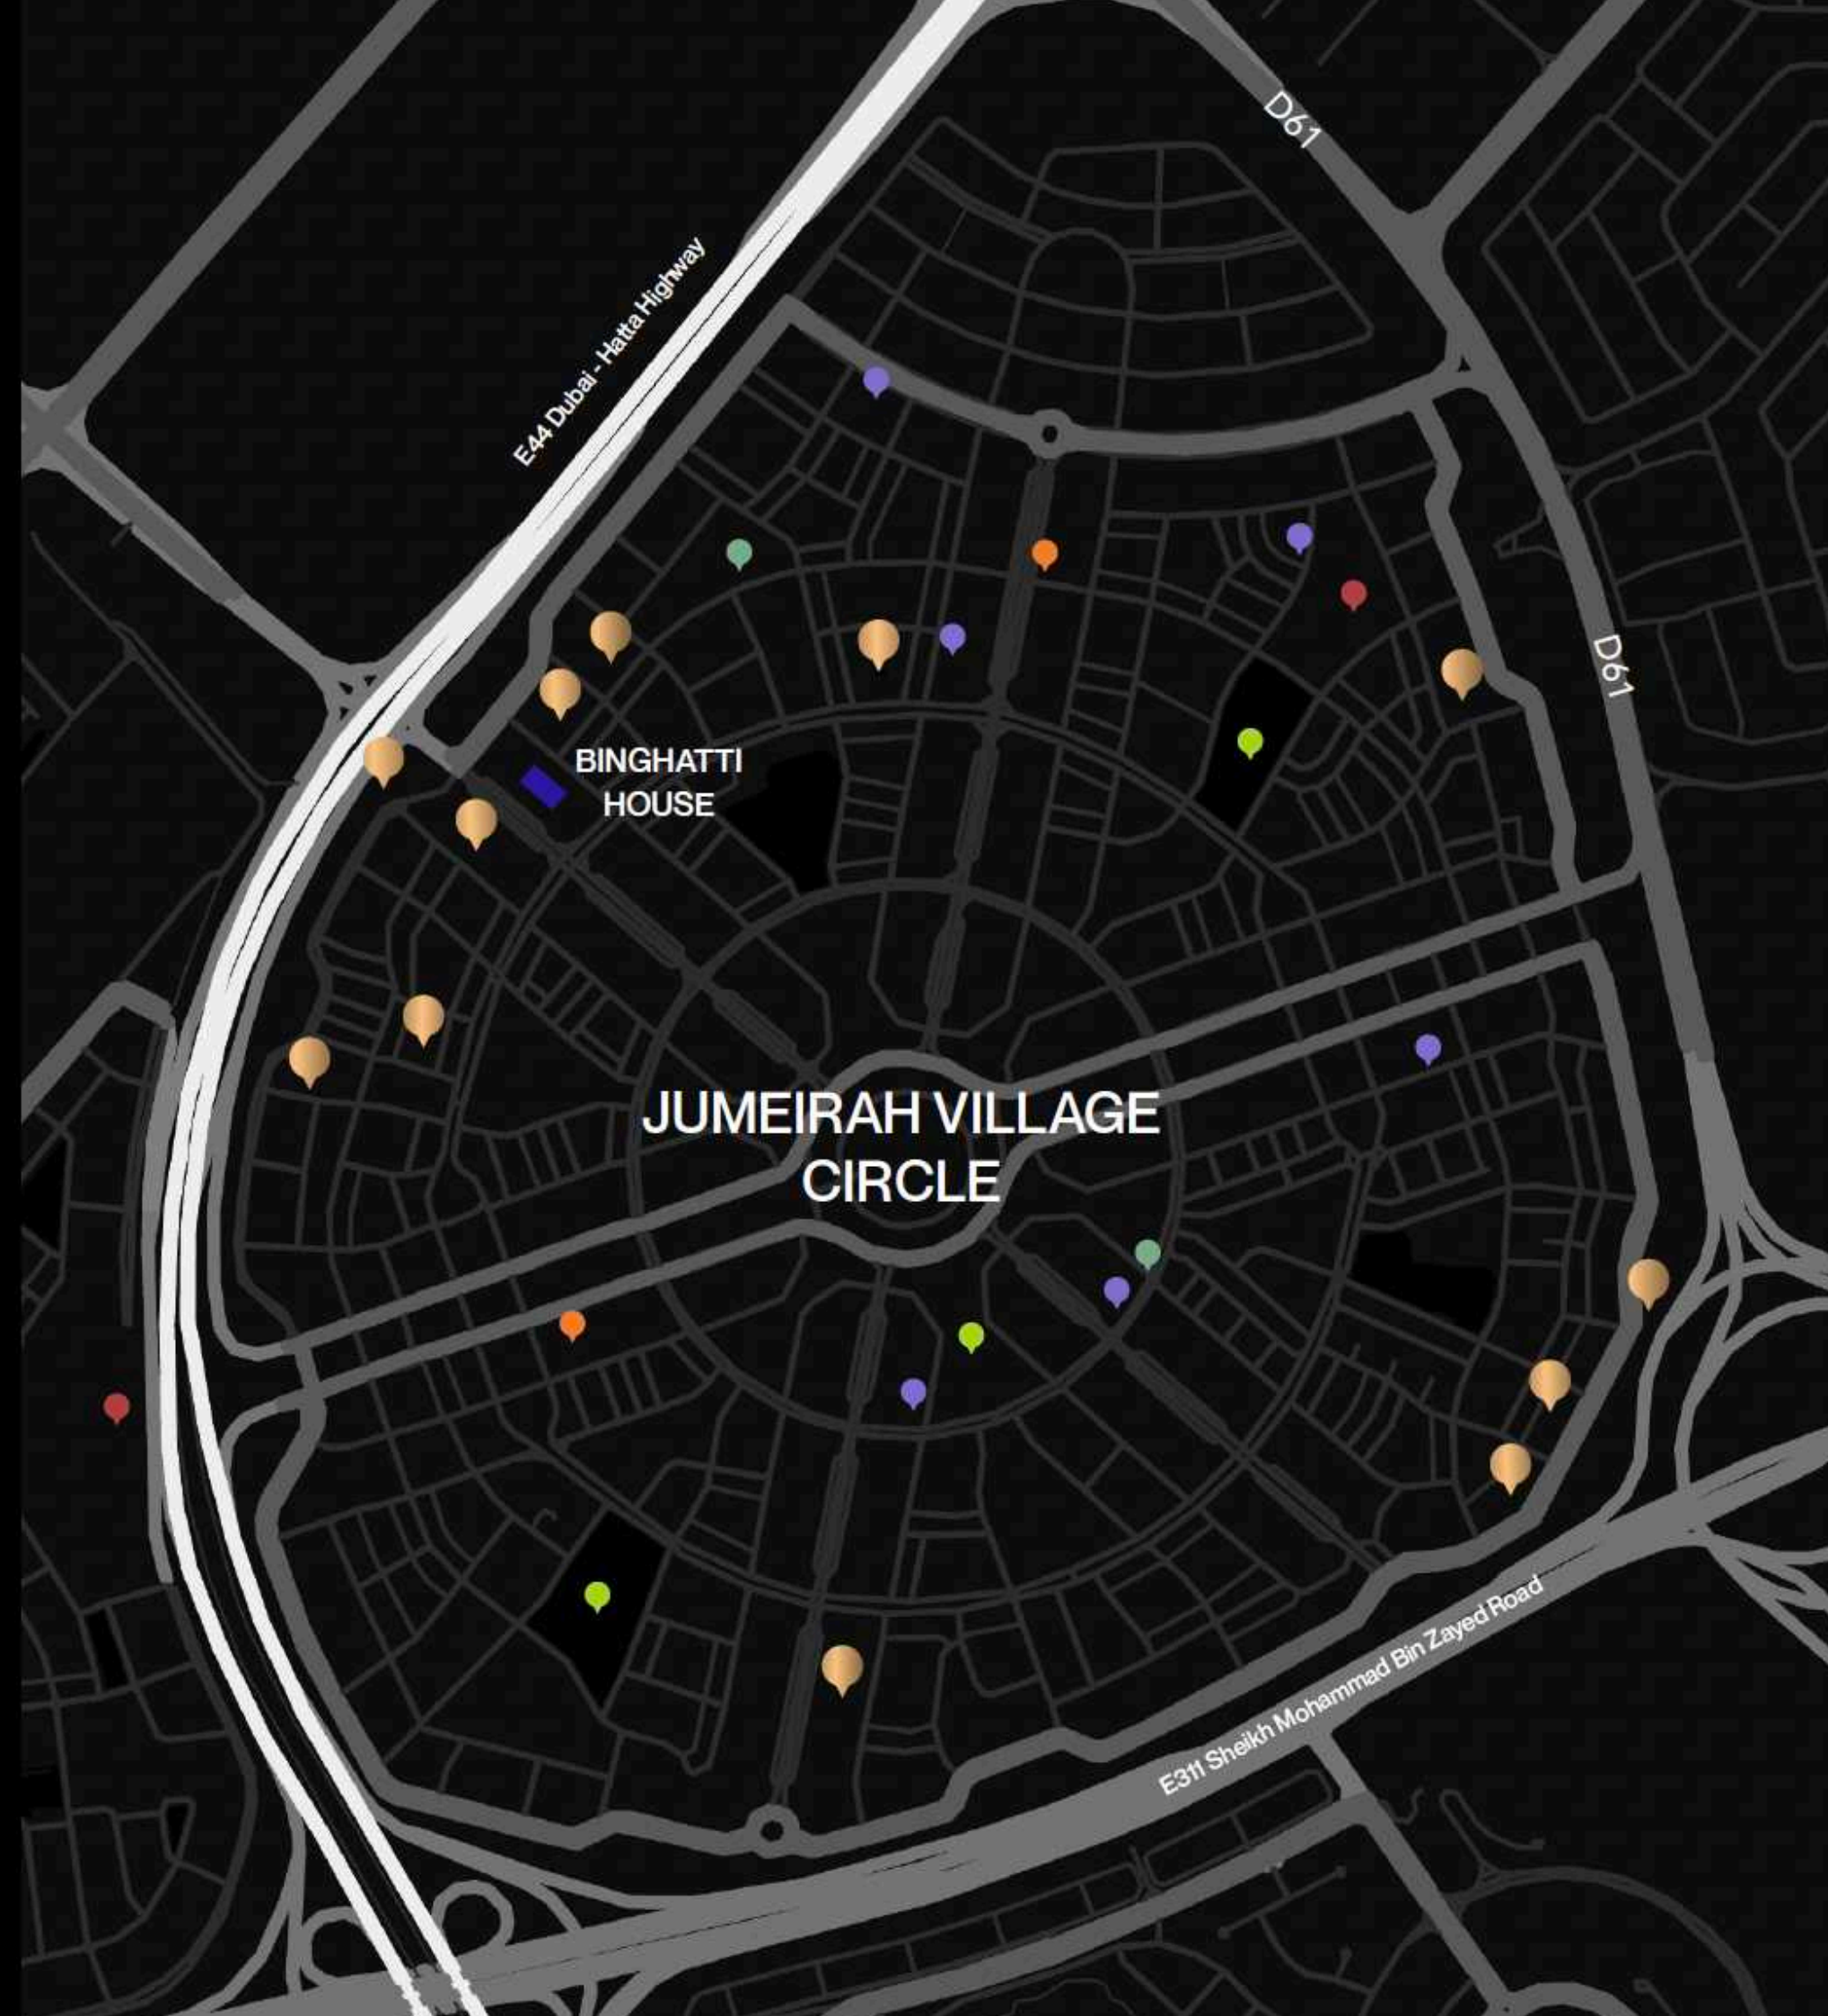 D61
E44 Dubai - Hatta Highway
D61
BINGHATTI
HOUSE
JUMEIRAH VILLAGE
CIRCLE
E311 Sheikh Mohammad Bin Zayed Road